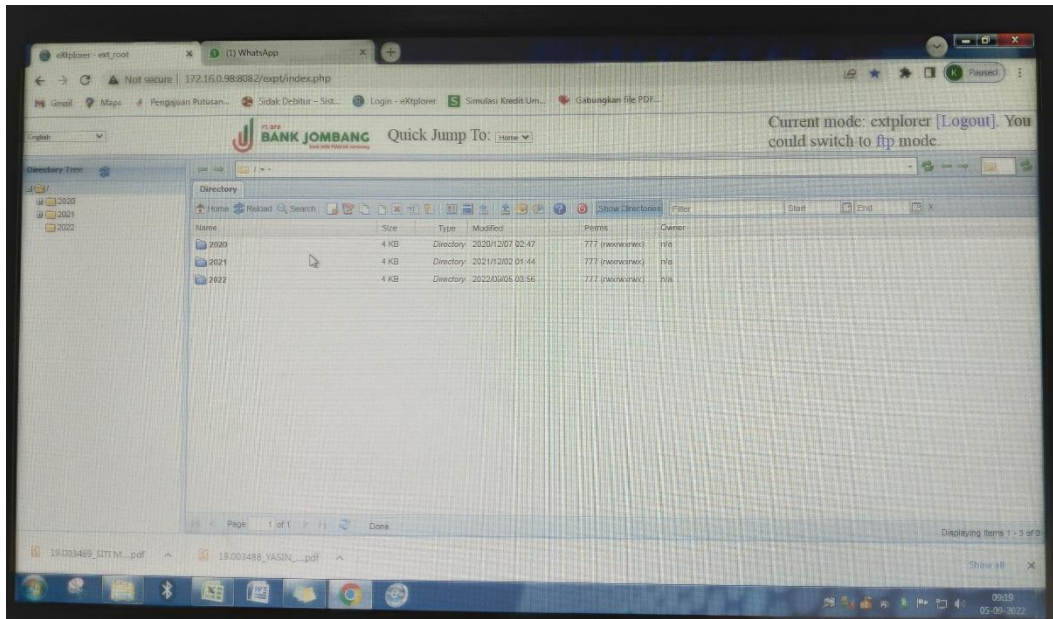 eXtplorer - ext_root
(1) WhatsApp
Not secure | 172.16.0.98:8082/expt/index.php
Paused
Gmail Maps Pengajuan Putusan... Sidak Debitur – Sist... Login - eXtplorer Simulasi Kredit Um... Gabungkan file PDF...
English
BANK JOMBANG
Quick Jump To: Home
Current mode: extplorer [Logout]. You
could switch to ftp mode.
Directory Tree
/
2020
2021
2022
Directory
Home Reload Search Show Directories Filter Start End X
Name Size Type Modified Perms Owner
2020 4 KB Directory 2020/12/07 02:47 777 (rwxrwxrwx) n/a
2021 4 KB Directory 2021/12/02 01:44 777 (rwxrwxrwx) n/a
2022 4 KB Directory 2022/09/05 03:56 777 (rwxrwxrwx) n/a
Page 1 of 1 Done
Displaying items 1 - 3 of 3
19.003489_SITI M....pdf
19.003488_YASIN_....pdf
Show all
09:19
05-09-2022